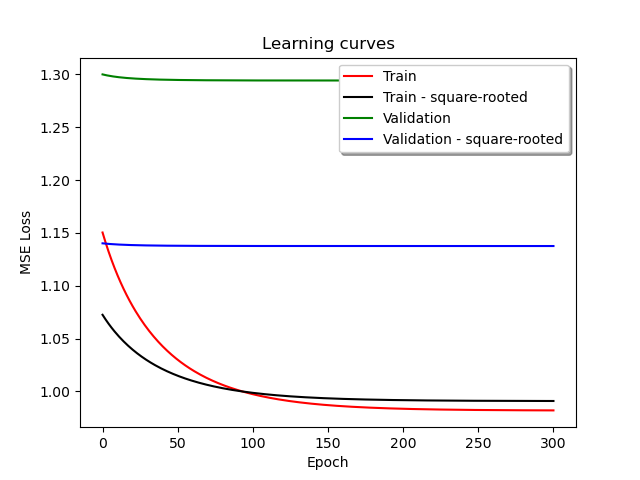 Learning curves
1.30
1.25
1.20
1.15
1.10
1.05
1.00
MSE Loss
Train
Train - square-rooted
Validation
Validation - square-rooted
0
50
100
150
200
250
300
Epoch